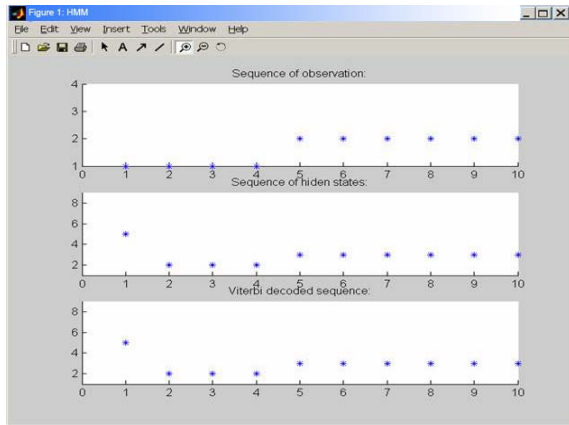 Figure 1: HMM
File Edit View Insert Tools Window Help
A
Sequence of observation:
4
3
2
1
0 1 2 3 4 5 6 7 8 9 10
Sequence of hiden states:
8
6
4
2
0 1 2 3 4 5 6 7 8 9 10
Viterbi decoded sequence:
8
6
4
2
0 1 2 3 4 5 6 7 8 9 10